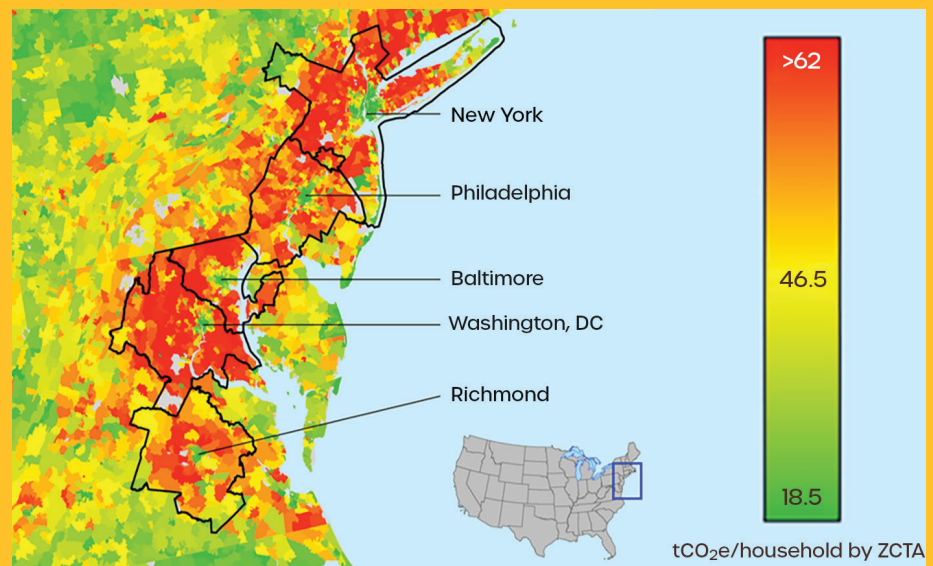 New York
Philadelphia
Baltimore
Washington, DC
Richmond
>62
46.5
18.5
tCO₂e/household by ZCTA